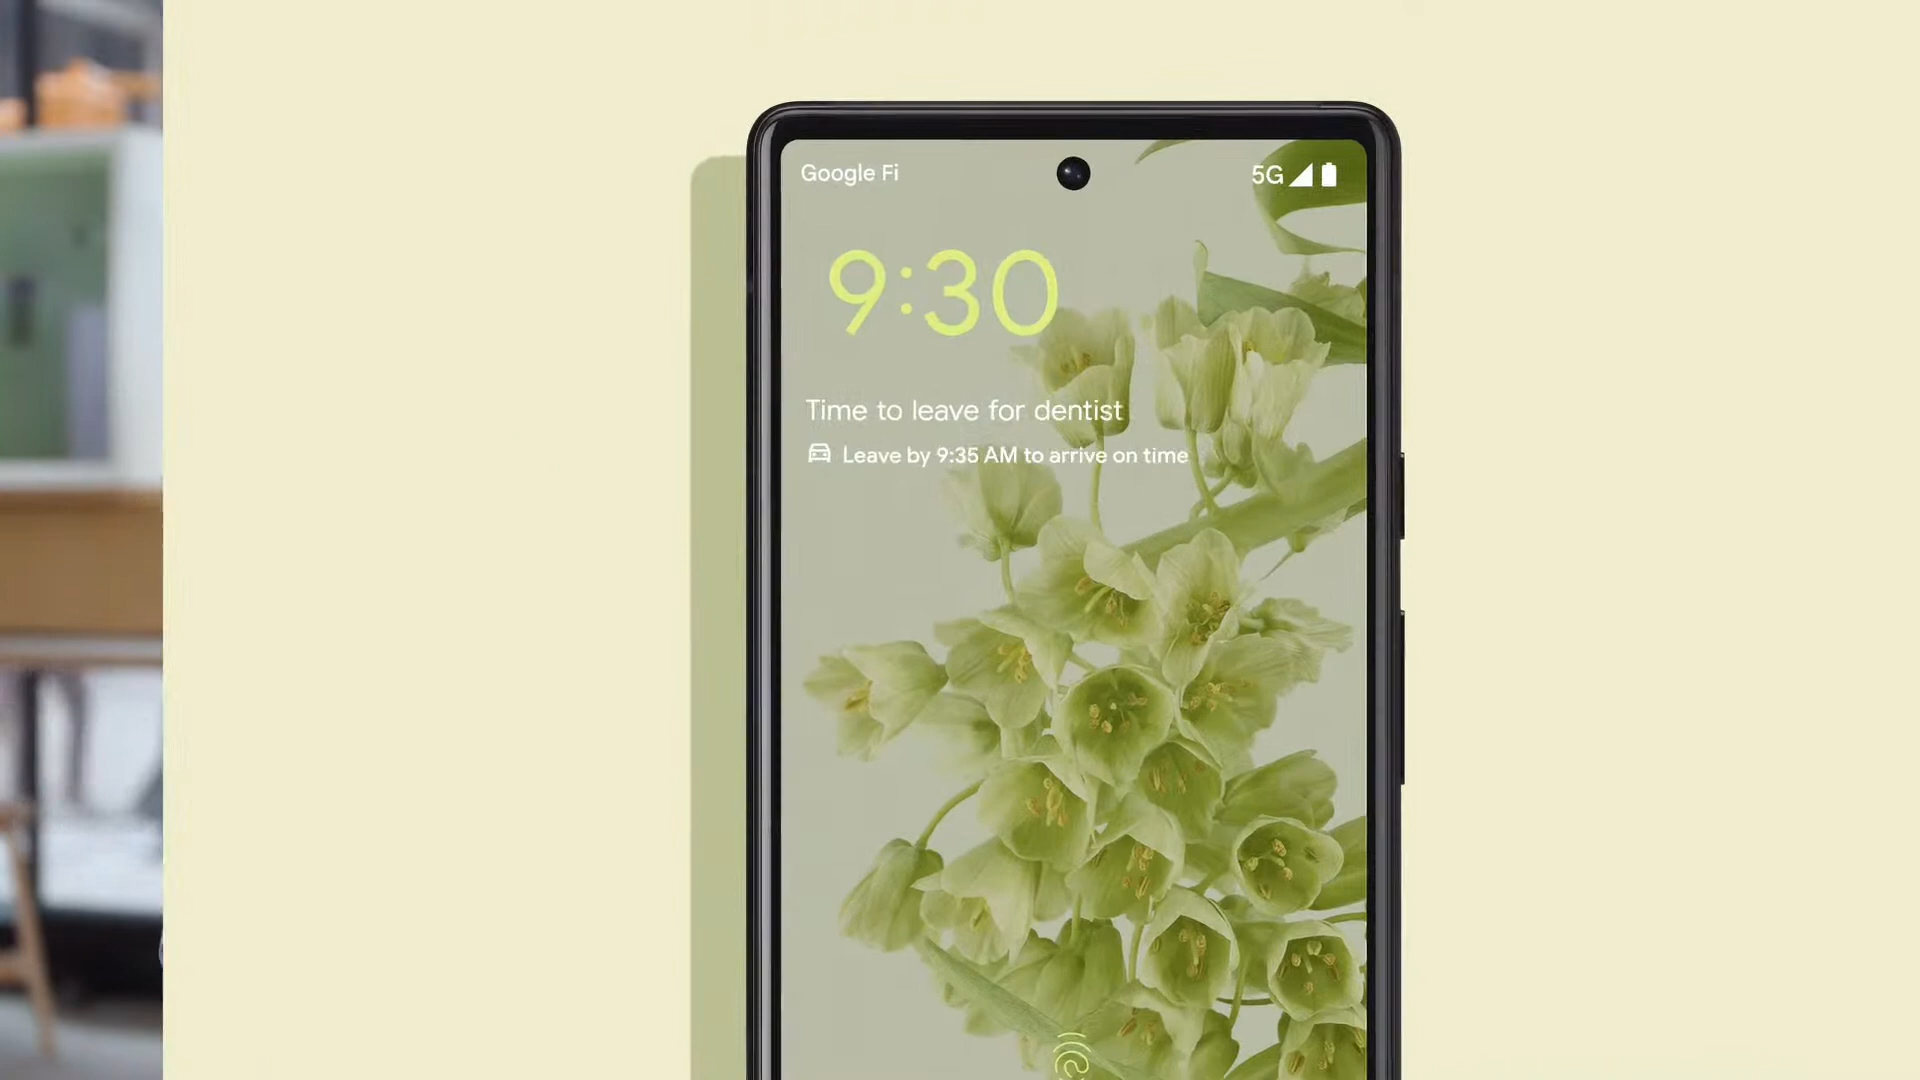 Google Fi
5G
9:30
Time to leave for dentist
Leave by 9:35 AM to arrive on time